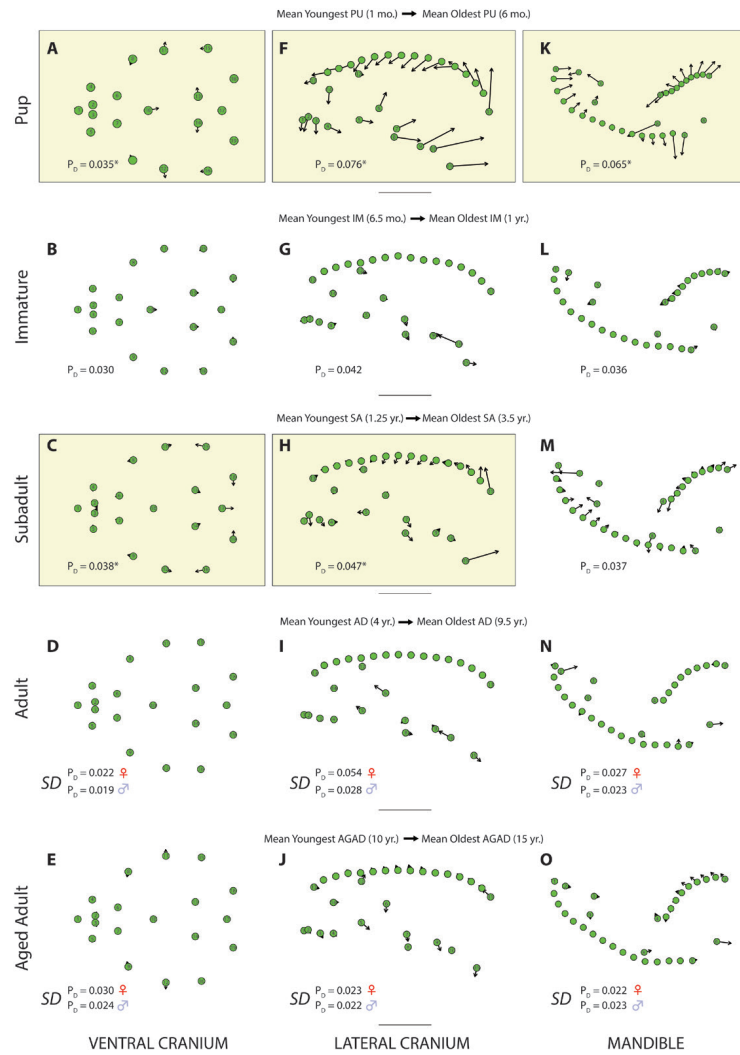 Mean Youngest PU (1 mo.) → Mean Oldest PU (6 mo.)
Pup
A
P_D = 0.035*
F
P_D = 0.076*
K
P_D = 0.065*
Mean Youngest IM (6.5 mo.) → Mean Oldest IM (1 yr.)
Immature
B
P_D = 0.030
G
P_D = 0.042
L
P_D = 0.036
Mean Youngest SA (1.25 yr.) → Mean Oldest SA (3.5 yr.)
Subadult
C
P_D = 0.038*
H
P_D = 0.047*
M
P_D = 0.037
Mean Youngest AD (4 yr.) → Mean Oldest AD (9.5 yr.)
Adult
D
SD
P_D = 0.022 ♀
P_D = 0.019 ♂
I
SD
P_D = 0.054 ♀
P_D = 0.028 ♂
N
SD
P_D = 0.027 ♀
P_D = 0.023 ♂
Mean Youngest AGAD (10 yr.) → Mean Oldest AGAD (15 yr.)
Aged Adult
E
SD
P_D = 0.030 ♀
P_D = 0.024 ♂
J
SD
P_D = 0.023 ♀
P_D = 0.022 ♂
O
SD
P_D = 0.022 ♀
P_D = 0.023 ♂
VENTRAL CRANIUM
LATERAL CRANIUM
MANDIBLE